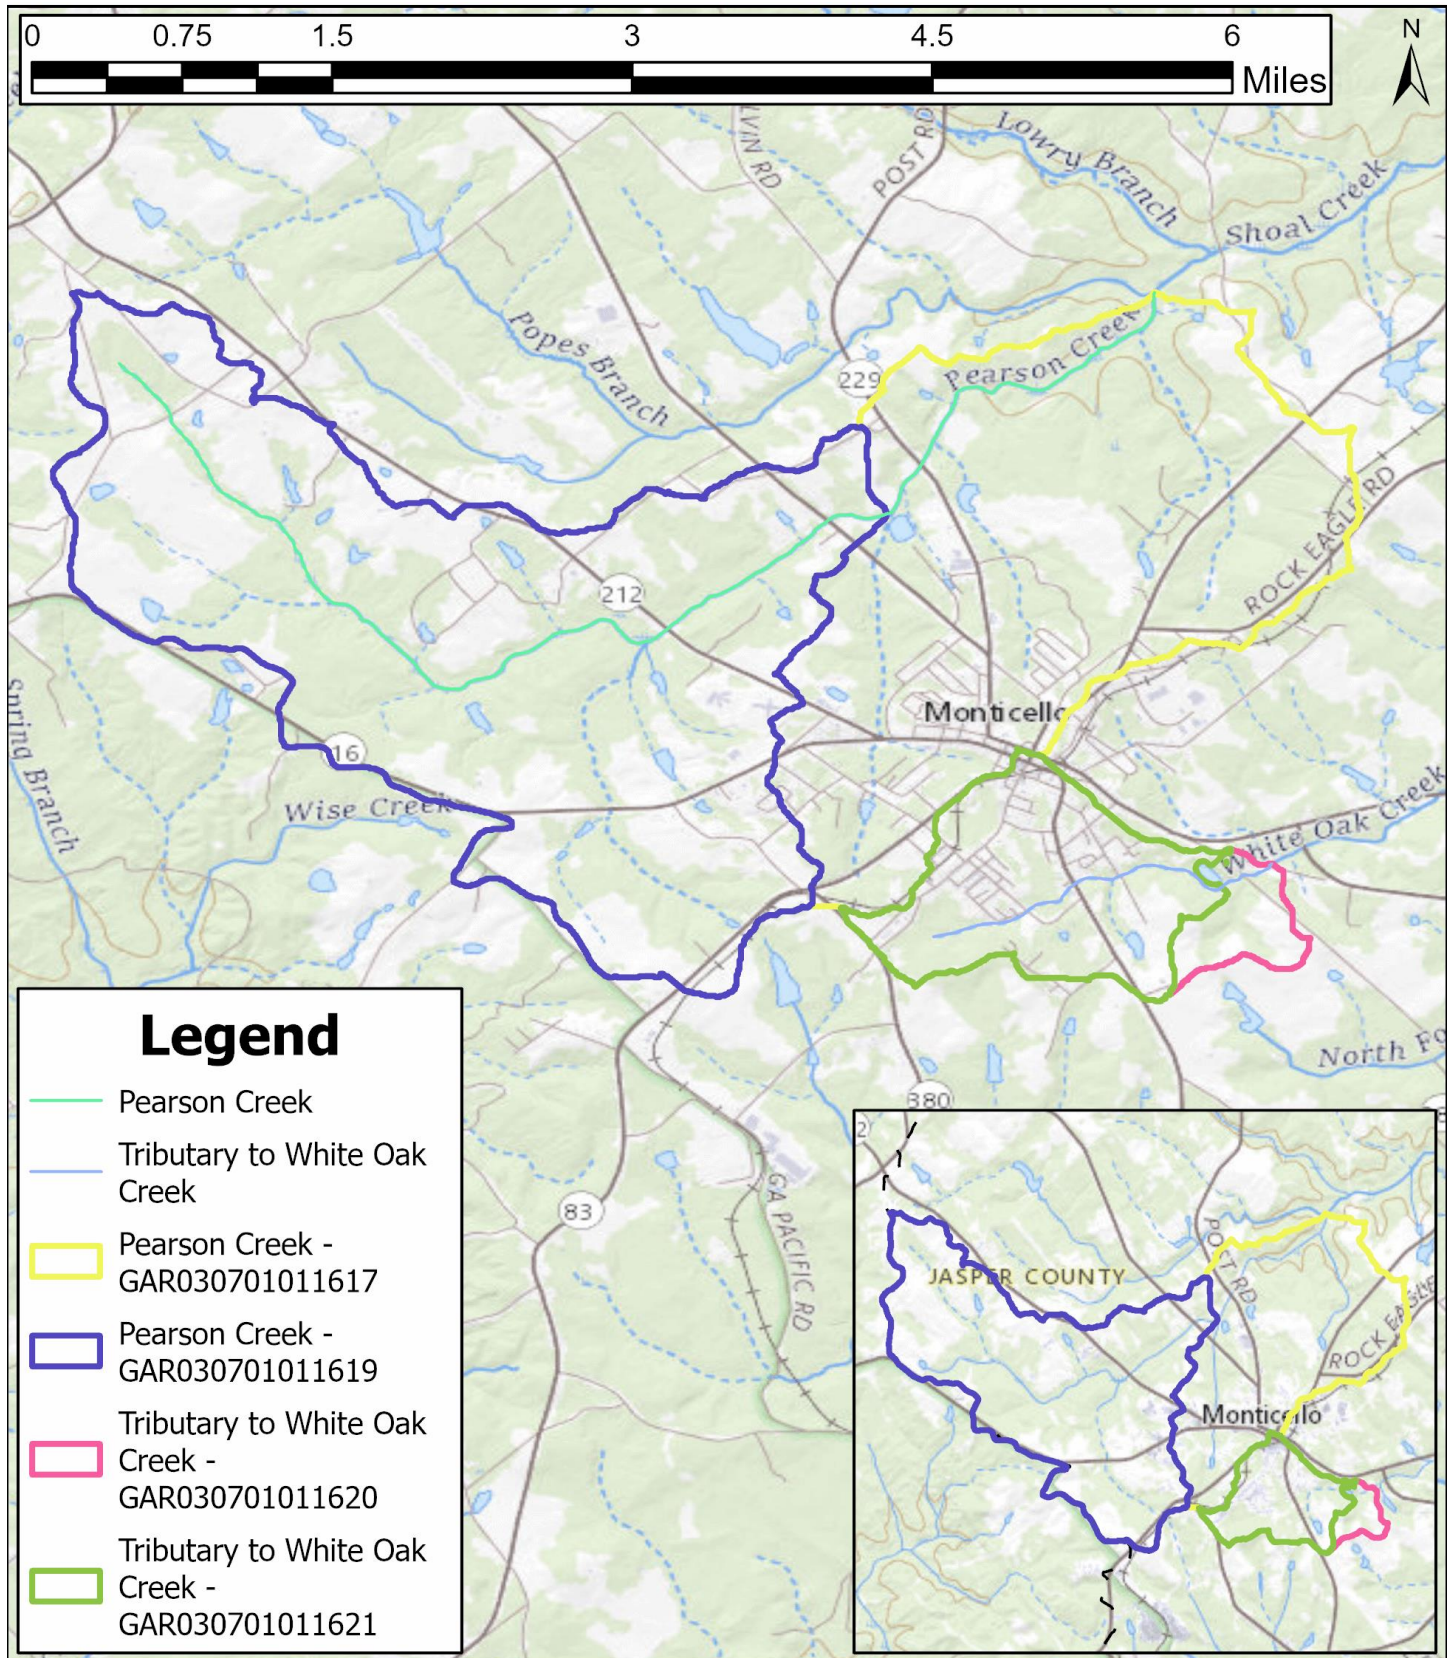 0 0.75 1.5 3 4.5 6
Miles
N
LVIN RD
POST RD
Lowry Branch
Shoal Creek
Popes Branch
Pearson Creek
229
ROCK EAGLE RD
212
Monticello
Spring Branch
16
Wise Creek
White Oak Creek
North Fo
380
83
GA PACIFIC RD
Legend
Pearson Creek
Tributary to White Oak
Creek
Pearson Creek -
GAR030701011617
Pearson Creek -
GAR030701011619
Tributary to White Oak
Creek -
GAR030701011620
Tributary to White Oak
Creek -
GAR030701011621
2
POST RD
JASPER COUNTY
ROCK EAGLE
Monticello